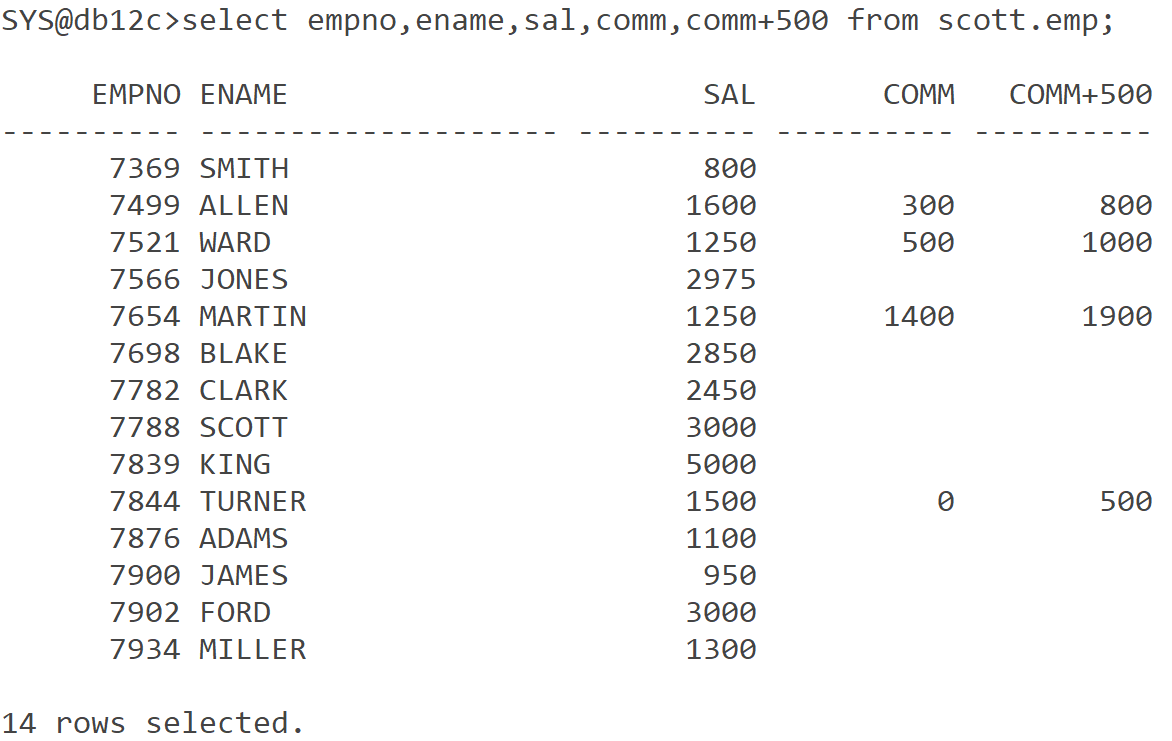 SYS@db12c>select empno,ename,sal,comm,comm+500 from scott.emp;
     EMPNO ENAME                       SAL       COMM   COMM+500
---------- -------------------- ---------- ---------- ----------
      7369 SMITH                       800
      7499 ALLEN                      1600        300        800
      7521 WARD                       1250        500       1000
      7566 JONES                      2975
      7654 MARTIN                     1250       1400       1900
      7698 BLAKE                      2850
      7782 CLARK                      2450
      7788 SCOTT                      3000
      7839 KING                       5000
      7844 TURNER                     1500          0        500
      7876 ADAMS                      1100
      7900 JAMES                       950
      7902 FORD                       3000
      7934 MILLER                     1300
14 rows selected.